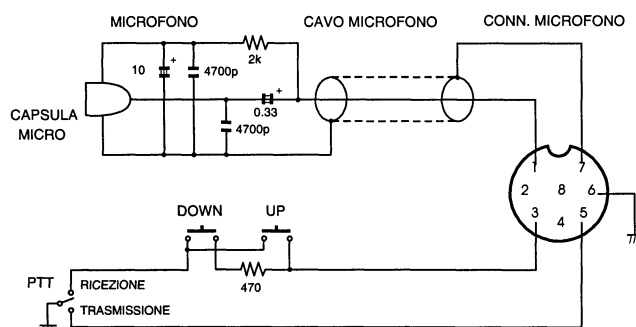 MICROFONO
CAVO MICROFONO
CONN. MICROFONO
2k
10
+
4700p
+
0.33
4700p
CAPSULA
MICRO
1
7
2
8
6
3
4
5
DOWN
UP
470
PTT
RICEZIONE
TRASMISSIONE